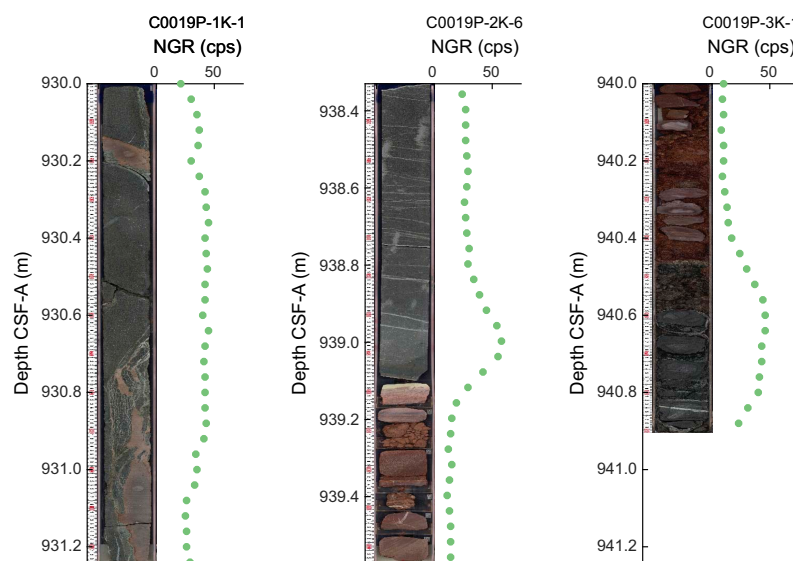 C0019P-1K-1
NGR (cps)
0 50
Depth CSF-A (m)
930.0
930.2
930.4
930.6
930.8
931.0
931.2
C0019P-2K-6
NGR (cps)
0 50
Depth CSF-A (m)
938.4
938.6
938.8
939.0
939.2
939.4
C0019P-3K-1
NGR (cps)
0 50
Depth CSF-A (m)
940.0
940.2
940.4
940.6
940.8
941.0
941.2